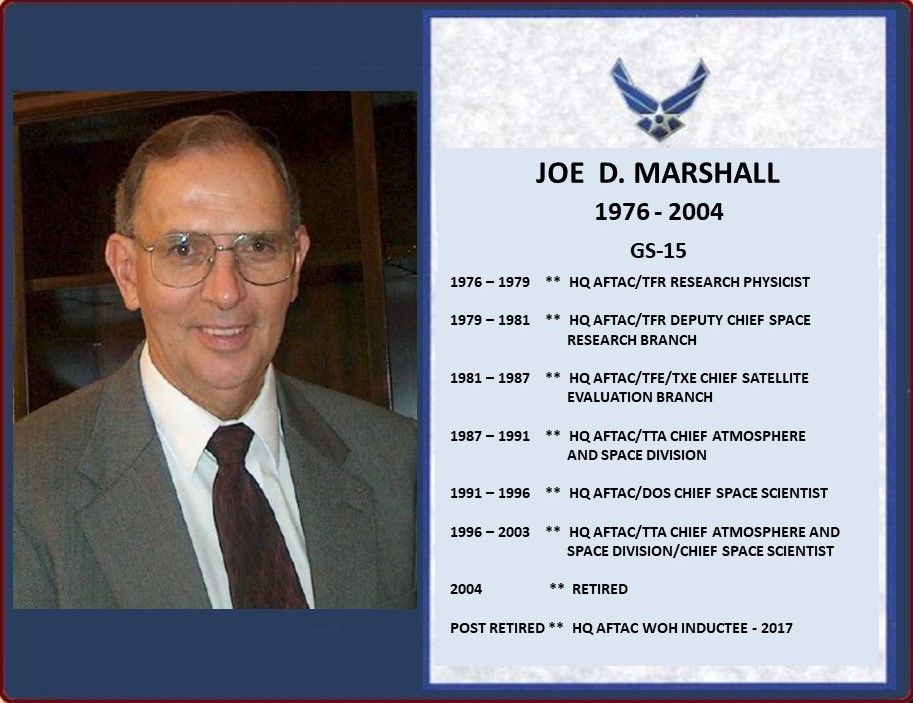 JOE D. MARSHALL
1976 - 2004
GS-15
1976 – 1979 ** HQ AFTAC/TFR RESEARCH PHYSICIST
1979 – 1981 ** HQ AFTAC/TFR DEPUTY CHIEF SPACE
RESEARCH BRANCH
1981 – 1987 ** HQ AFTAC/TFE/TXE CHIEF SATELLITE
EVALUATION BRANCH
1987 – 1991 ** HQ AFTAC/TTA CHIEF ATMOSPHERE
AND SPACE DIVISION
1991 – 1996 ** HQ AFTAC/DOS CHIEF SPACE SCIENTIST
1996 – 2003 ** HQ AFTAC/TTA CHIEF ATMOSPHERE AND
SPACE DIVISION/CHIEF SPACE SCIENTIST
2004 ** RETIRED
POST RETIRED ** HQ AFTAC WOH INDUCTEE - 2017